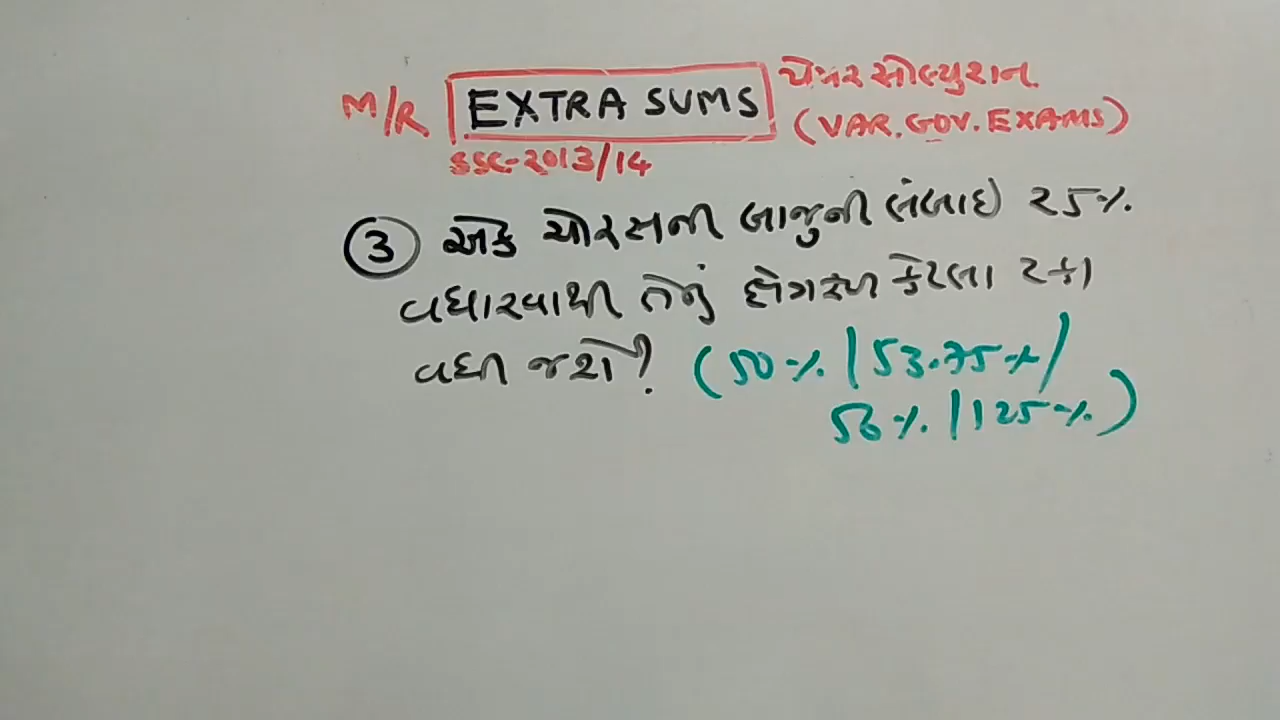 M/R EXTRA SUMS પેપર સોલ્યુશન
(VAR. GOV. EXAMS)
SSC-2013/14
③ એક ચોરસની બાજુની લંબાઇ ૨૫%
વધારવાથી તેનું ક્ષેત્રફળ કેટલા ટકા
વધી જશે? (50% / 53.75% /
56% / 125%)